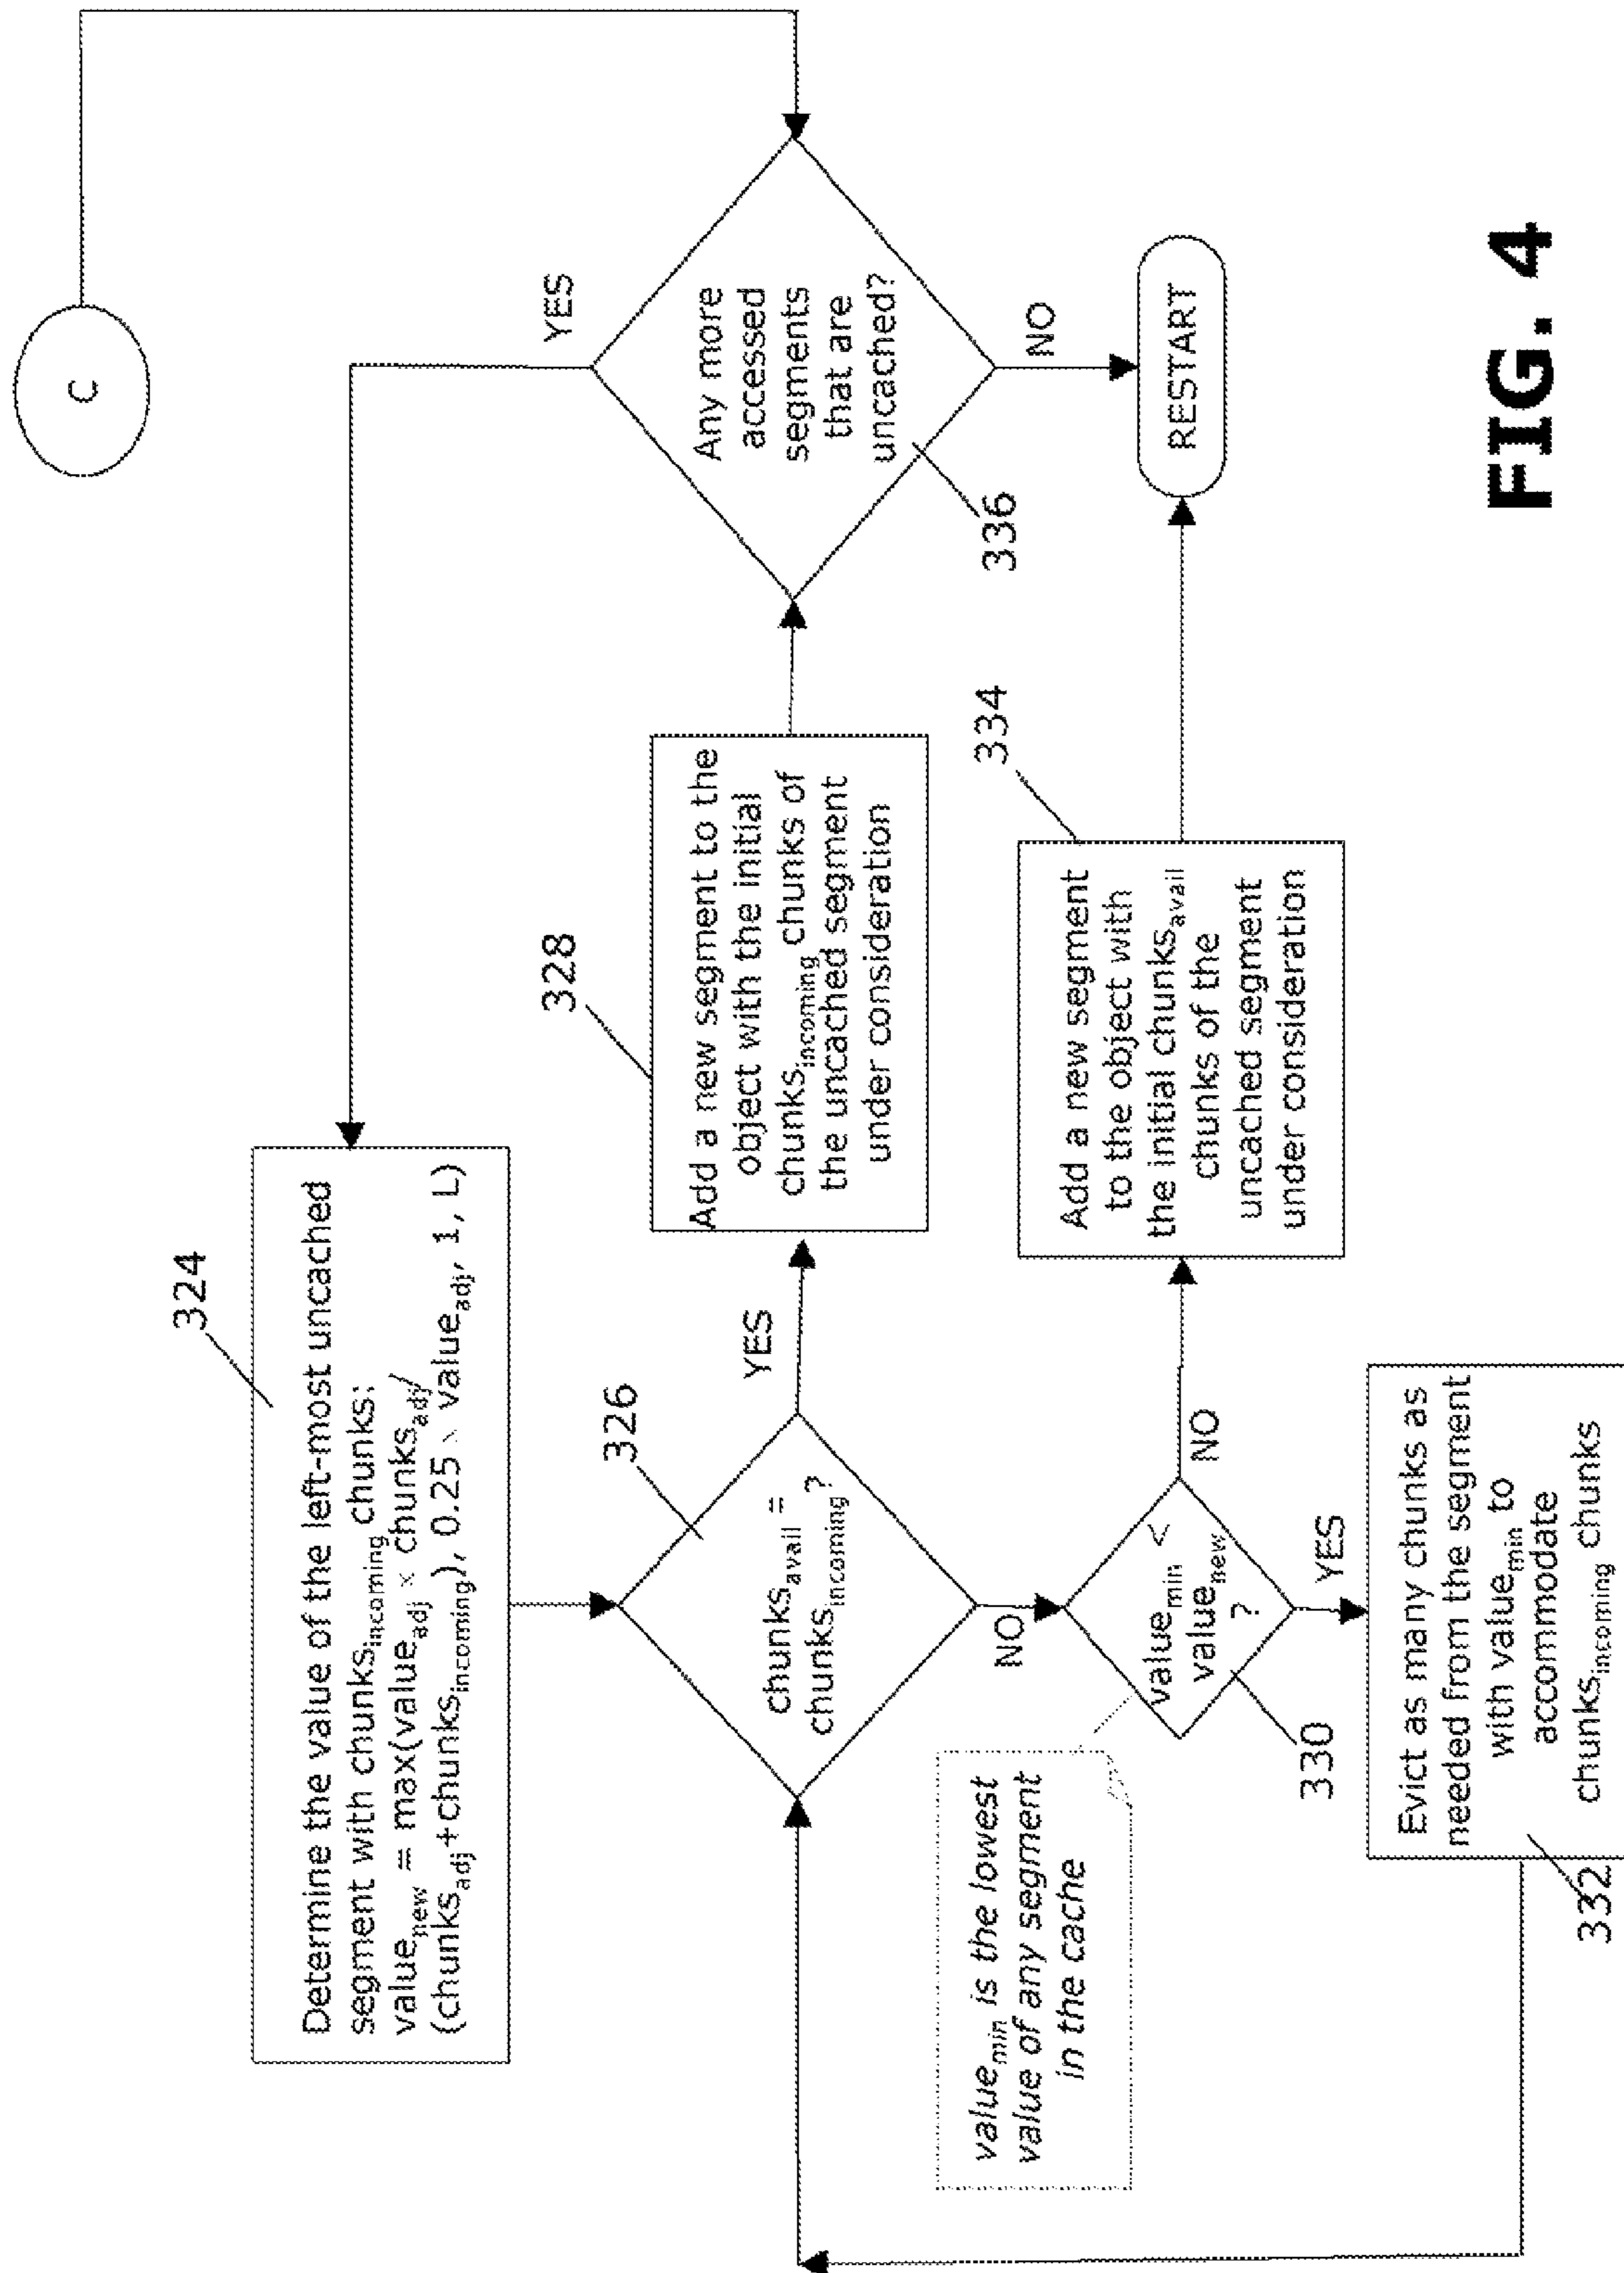 C
324
Determine the value of the left-most uncached
segment with chunks_incoming chunks:
value_new = max(value_adj × chunks_adj/
(chunks_adj+chunks_incoming), 0.25 × value_adj, 1, L)
326
chunks_avail =
chunks_incoming?
YES
NO
328
Add a new segment to the
object with the initial
chunks_incoming chunks of
the uncached segment
under consideration
Any more
accessed
segments
that are
uncached?
YES
NO
336
value_min is the lowest
value of any segment
in the cache
value_min <
value_new
?
330
NO
YES
334
Add a new segment
to the object with
the initial chunks_avail
chunks of the
uncached segment
under consideration
RESTART
Evict as many chunks as
needed from the segment
with value_min to
accommodate
chunks_incoming chunks
332
FIG. 4